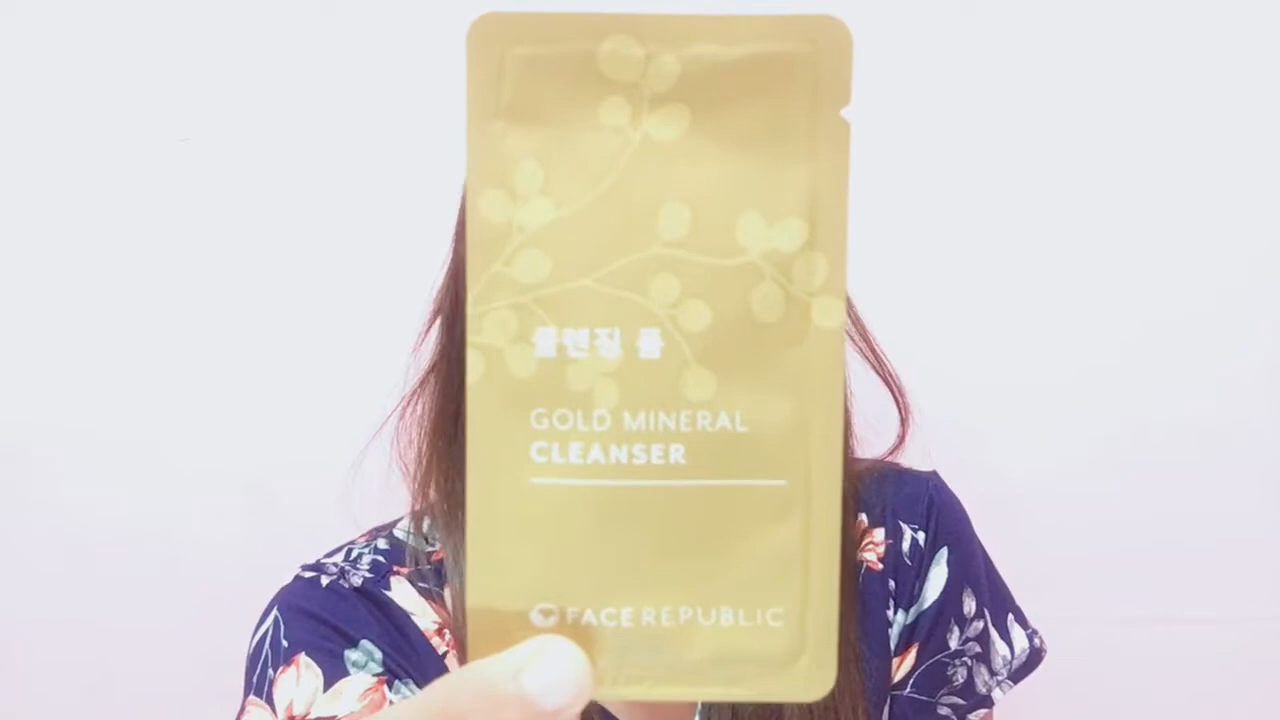 클렌징 폼
GOLD MINERAL
CLEANSER
FACE REPUBLIC